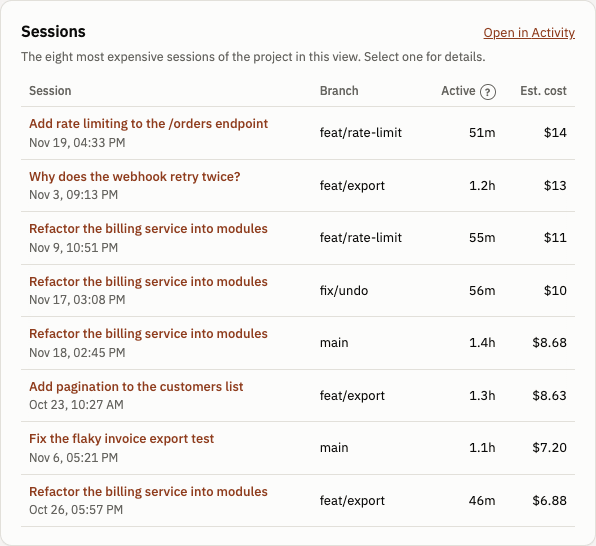 Sessions
Open in Activity
The eight most expensive sessions of the project in this view. Select one for details.
Session Branch Active ? Est. cost
Add rate limiting to the /orders endpoint
Nov 19, 04:33 PM
feat/rate-limit 51m $14
Why does the webhook retry twice?
Nov 3, 09:13 PM
feat/export 1.2h $13
Refactor the billing service into modules
Nov 9, 10:51 PM
feat/rate-limit 55m $11
Refactor the billing service into modules
Nov 17, 03:08 PM
fix/undo 56m $10
Refactor the billing service into modules
Nov 18, 02:45 PM
main 1.4h $8.68
Add pagination to the customers list
Oct 23, 10:27 AM
feat/export 1.3h $8.63
Fix the flaky invoice export test
Nov 6, 05:21 PM
main 1.1h $7.20
Refactor the billing service into modules
Oct 26, 05:57 PM
feat/export 46m $6.88